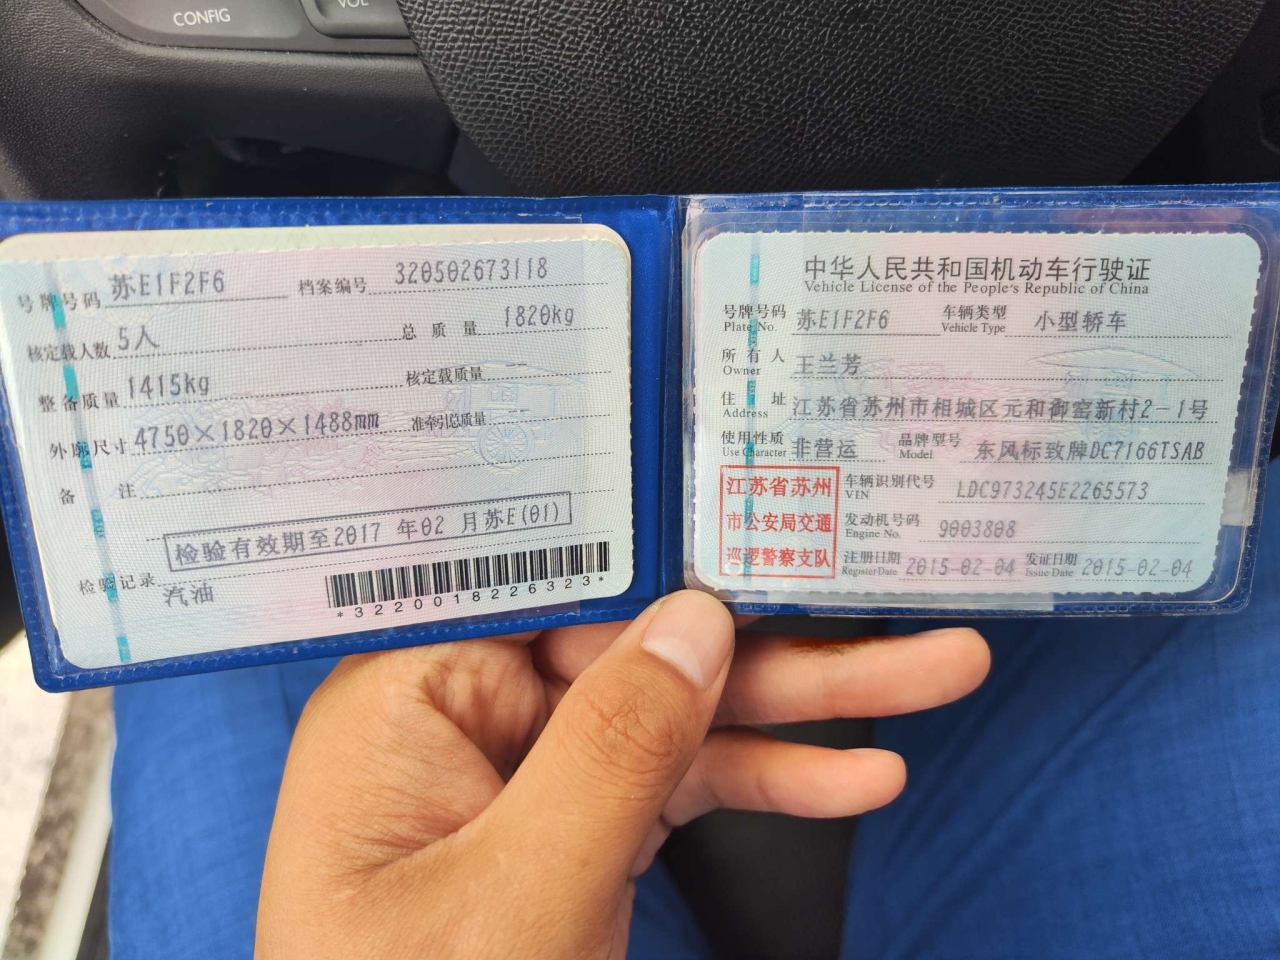 CONFIG
VOL
号牌号码 苏E1F2F6 档案编号 320502673118
核定载人数 5人 总质量 1820kg
整备质量 1415kg 核定载质量
外廓尺寸 4750×1820×1488mm 准牵引总质量
备注
检验有效期至2017 年02 月苏E(01)
检验记录 汽油
*3220018226323*
中华人民共和国机动车行驶证
Vehicle License of the People's Republic of China
号牌号码 苏E1F2F6 车辆类型 小型轿车
Plate No. Vehicle Type
所有人 王兰芳
Owner
住址 江苏省苏州市相城区元和御窑新村2-1号
Address
使用性质 非营运 品牌型号 东风标致牌DC7166TSAB
Use Character Model
江苏省苏州
市公安局交通
巡逻警察支队
车辆识别代号 LDC973245E2265573
VIN
发动机号码 9003808
Engine No.
注册日期 2015-02-04 发证日期 2015-02-04
Register Date Issue Date